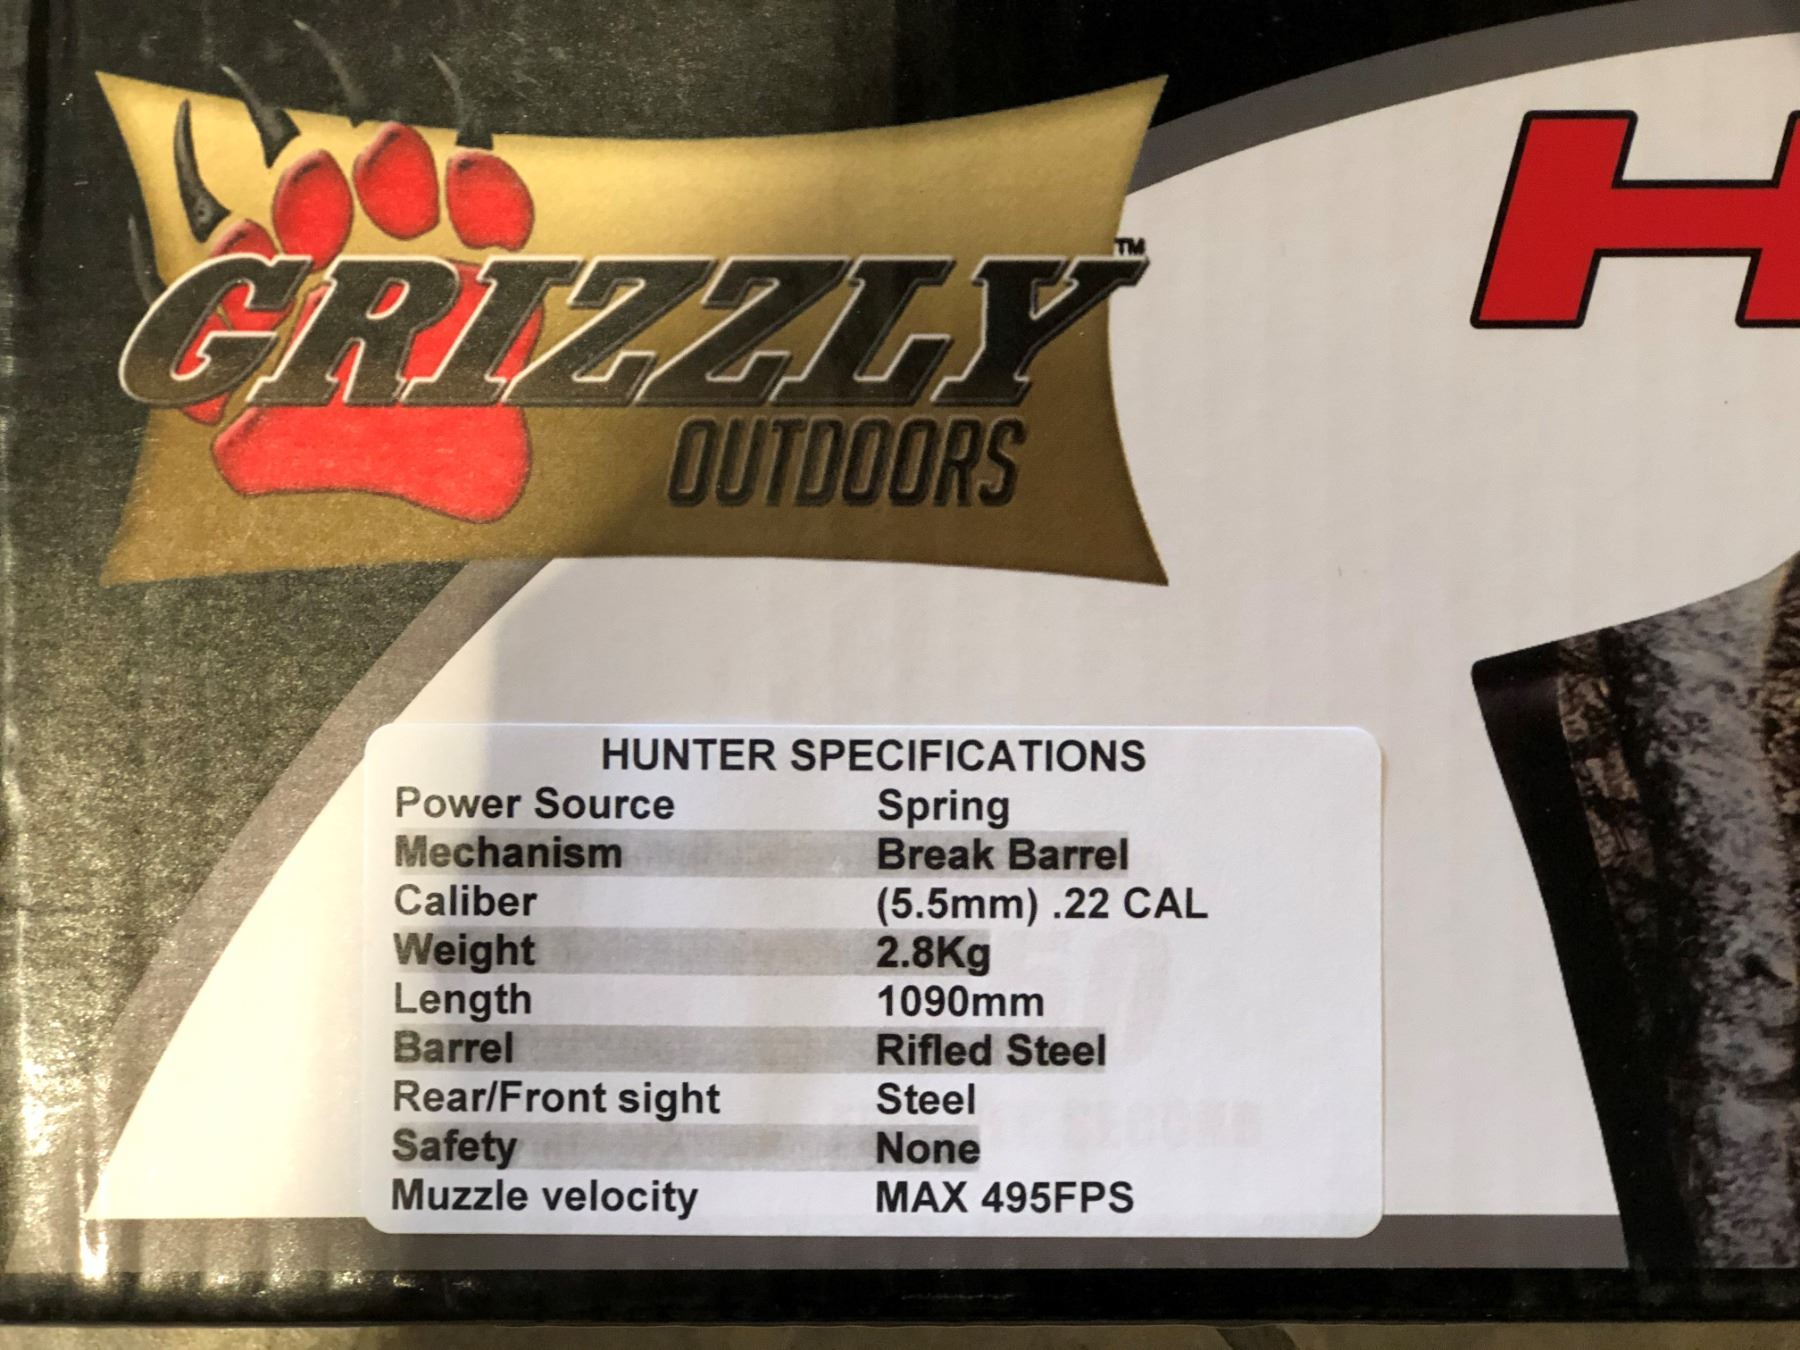 GRIZZLY™
OUTDOORS
H
HUNTER SPECIFICATIONS
Power Source Spring
Mechanism Break Barrel
Caliber (5.5mm) .22 CAL
Weight 2.8Kg
Length 1090mm
Barrel Rifled Steel
Rear/Front sight Steel
Safety None
Muzzle velocity MAX 495FPS